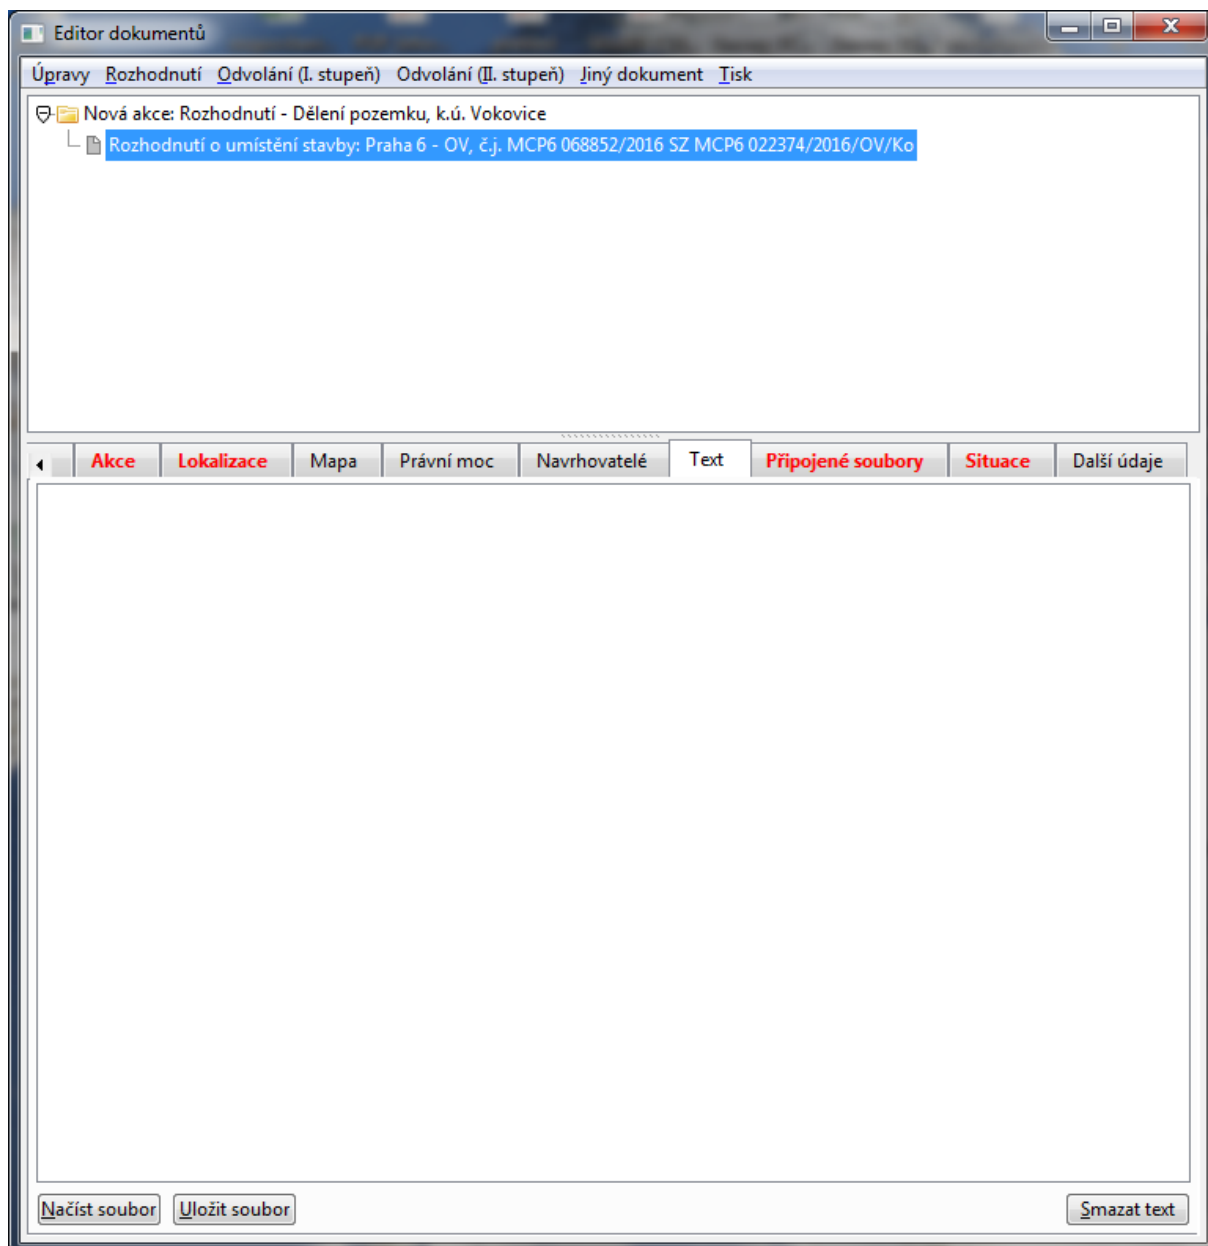 Editor dokumentů
Úpravy Rozhodnutí Odvolání (I. stupeň) Odvolání (II. stupeň) Jiný dokument Tisk
Nová akce: Rozhodnutí - Dělení pozemku, k.ú. Vokovice
Rozhodnutí o umístění stavby: Praha 6 - OV, č.j. MCP6 068852/2016 SZ MCP6 022374/2016/OV/Ko
Akce Lokalizace Mapa Právní moc Navrhovatelé Text Připojené soubory Situace Další údaje
Načíst soubor Uložit soubor Smazat text